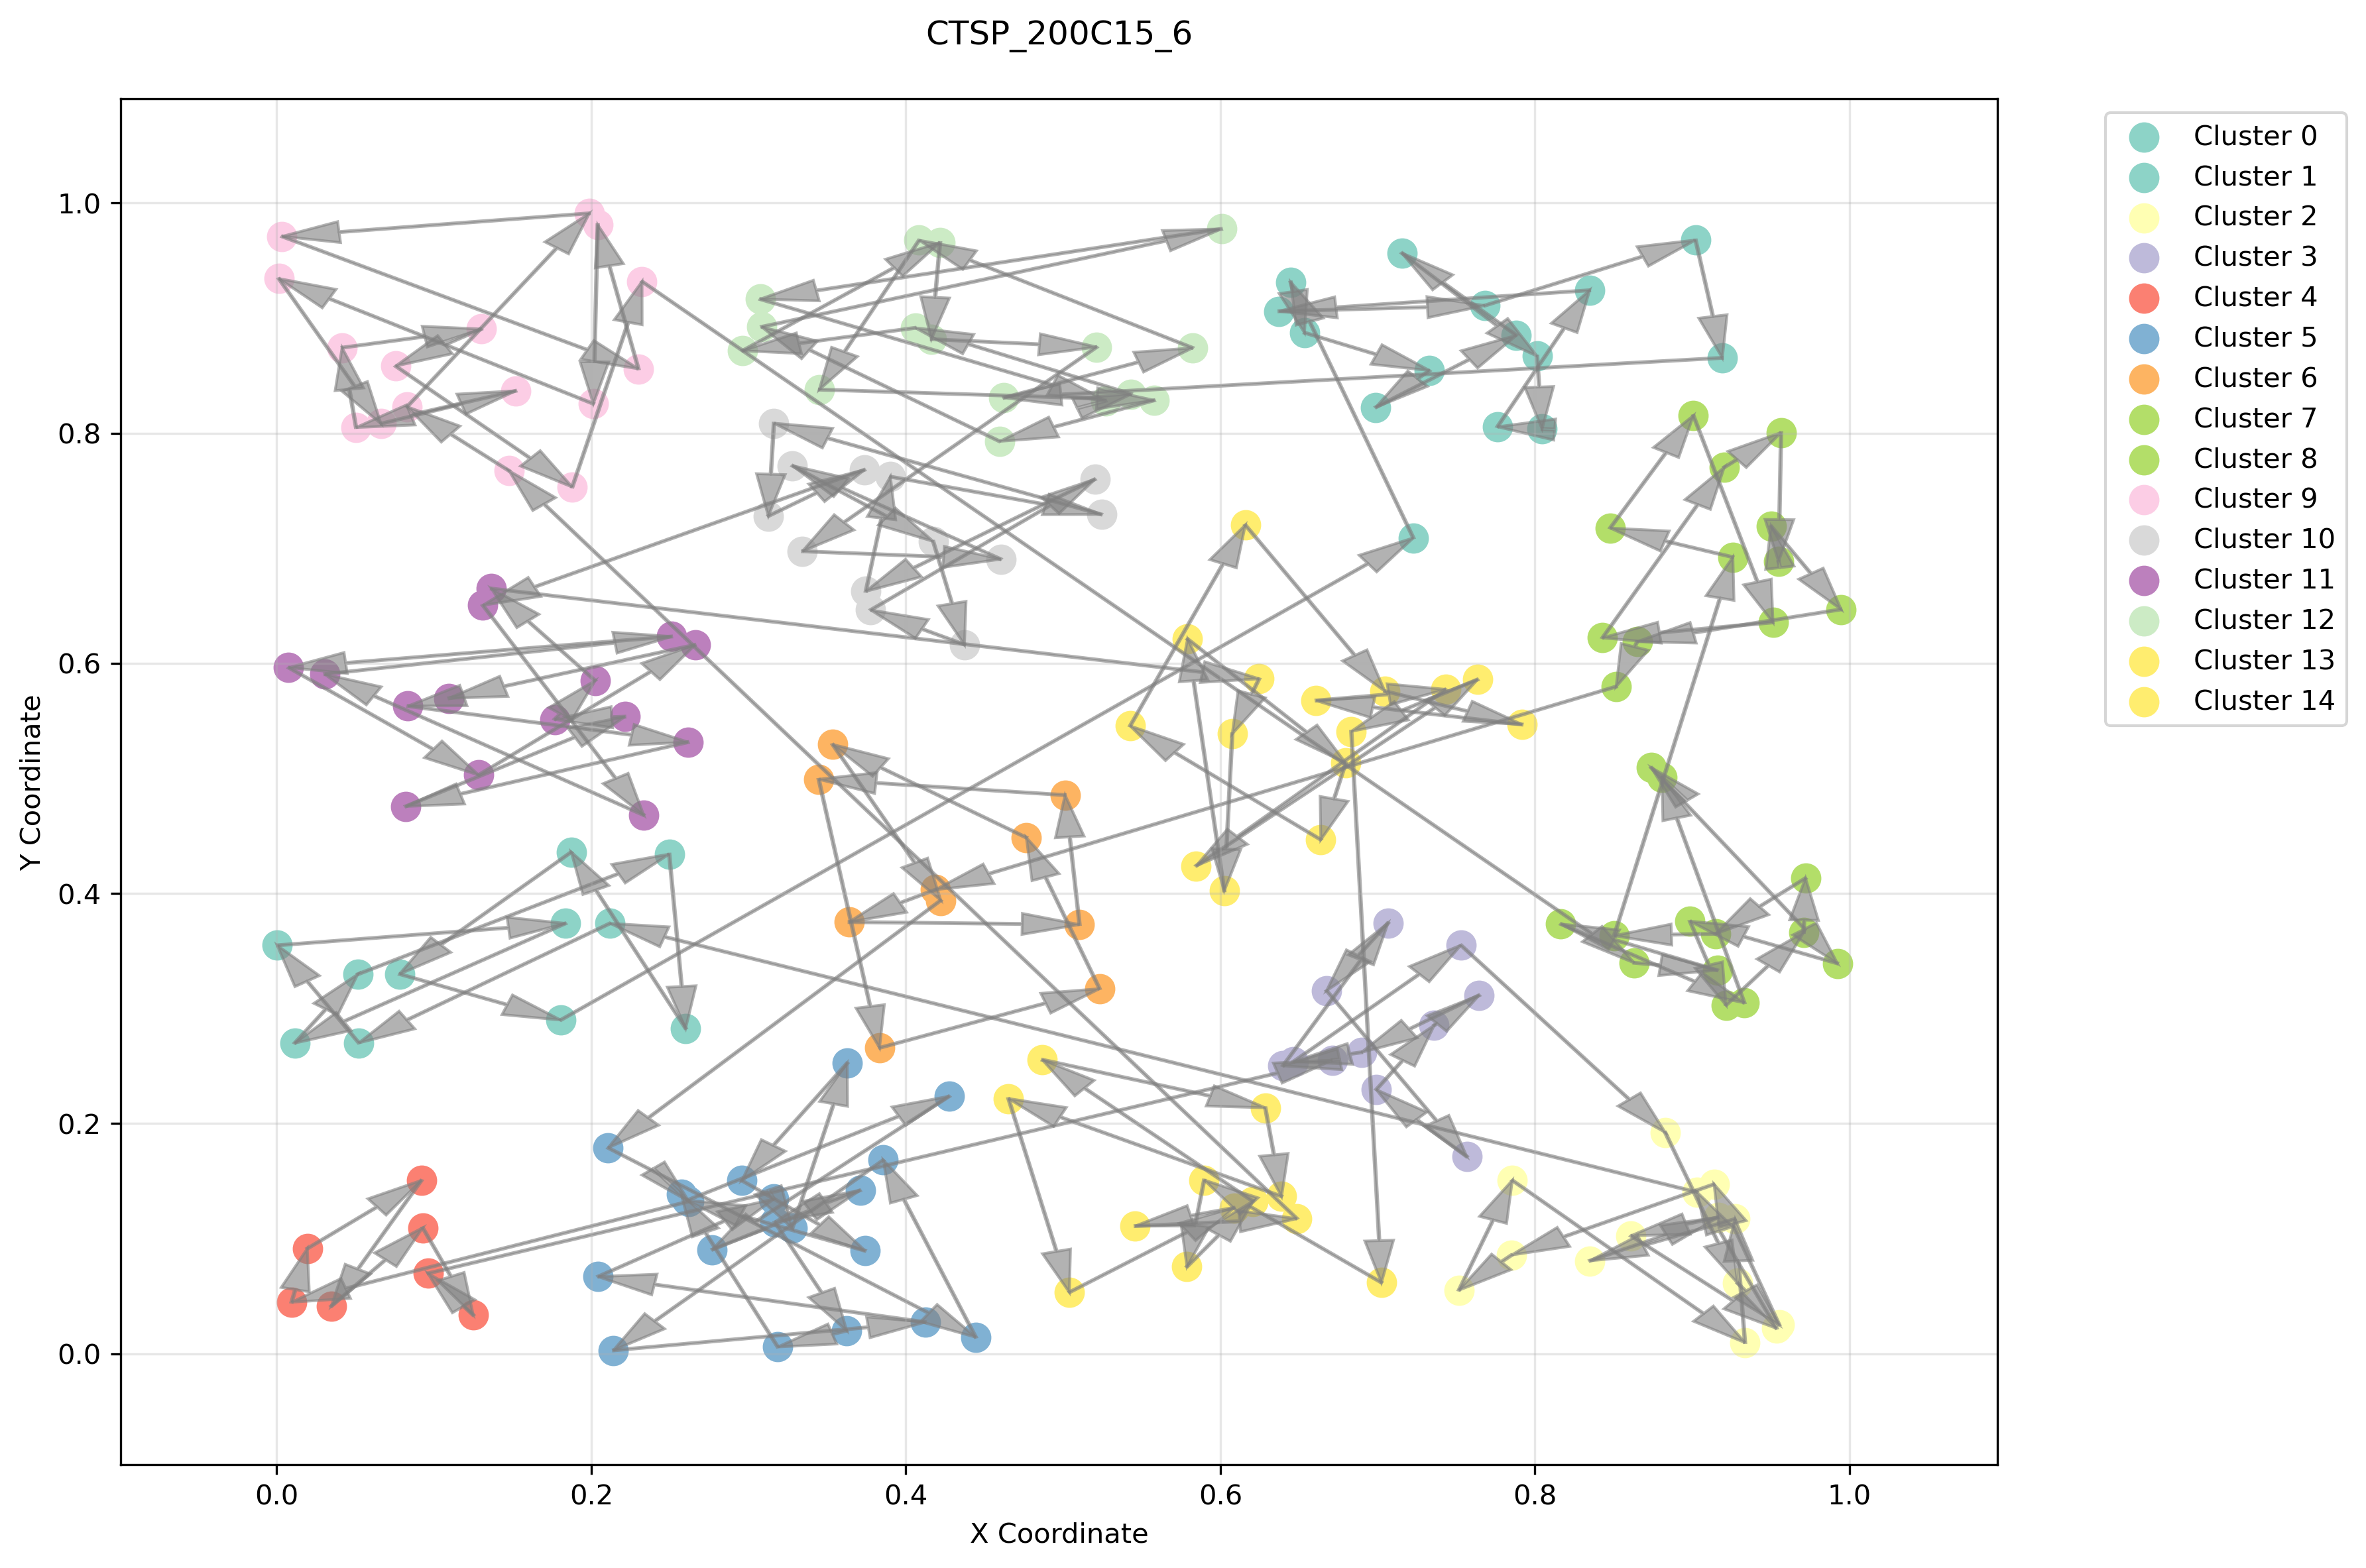 CTSP_200C15_6
Cluster 0
Cluster 1
Cluster 2
Cluster 3
Cluster 4
Cluster 5
Cluster 6
Cluster 7
Cluster 8
Cluster 9
Cluster 10
Cluster 11
Cluster 12
Cluster 13
Cluster 14
Y Coordinate
1.0
0.8
0.6
0.4
0.2
0.0
0.0 0.2 0.4 0.6 0.8 1.0
X Coordinate